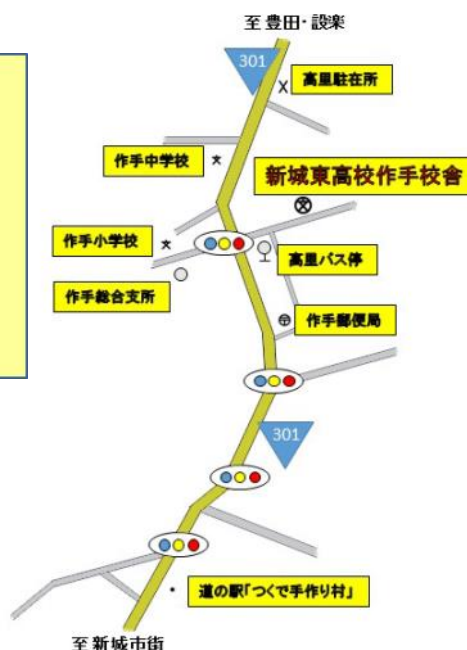 至 豊田・設楽
301
高里駐在所
作手中学校
新城東高校作手校舎
作手小学校
高里バス停
作手総合支所
作手郵便局
301
道の駅「つくで手作り村」
至 新城市街